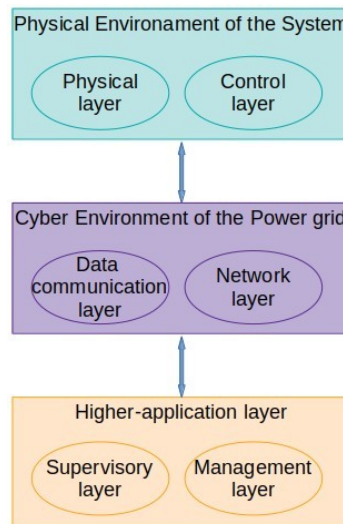 Physical Environament of the System
Physical
layer
Control
layer
Cyber Environment of the Power grid
Data
communication
layer
Network
layer
Higher-application layer
Supervisory
layer
Management
layer